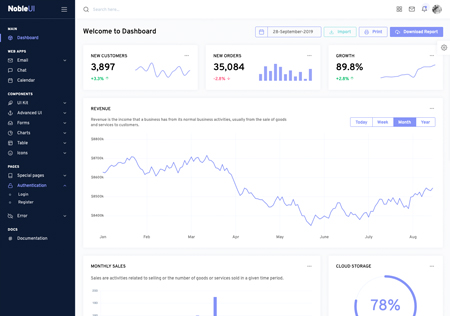 NobleUI
Search here...
MAIN
Dashboard
WEB APPS
Email
Chat
Calendar
COMPONENTS
UI Kit
Advanced UI
Forms
Charts
Table
Icons
PAGES
Special pages
Authentication
Login
Register
Error
DOCS
Documentation
Welcome to Dashboard
28-September-2019
Import
Print
Download Report
NEW CUSTOMERS
3,897
+3.3%
NEW ORDERS
35,084
-2.8%
GROWTH
89.8%
+2.8%
REVENUE
Revenue is the income that a business has from its normal business activities, usually from the sale of goods
and services to customers.
Today Week Month Year
Jan Feb Mar Apr May June July Aug
MONTHLY SALES
Sales are activities related to selling or the number of goods or services sold in a given time period.
CLOUD STORAGE
78%